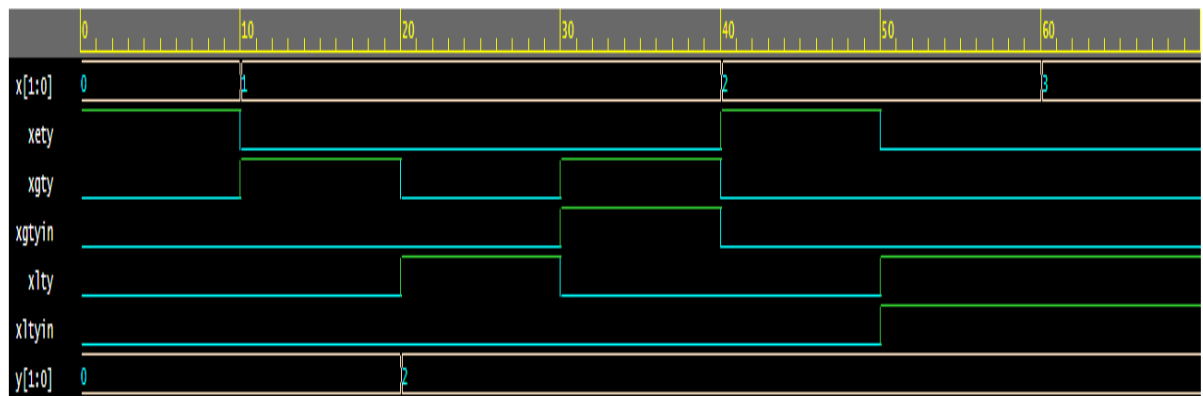 0 10 20 30 40 50 60
x[1:0] 0 1 2 3
xety
xgty
xgtyin
xlty
xltyin
y[1:0] 0 2